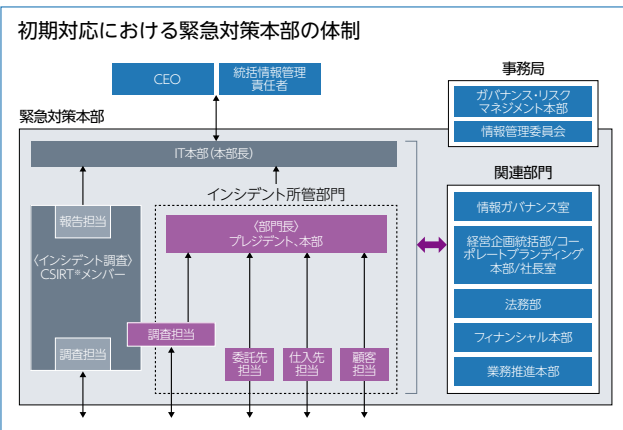 初期対応における緊急対策本部の体制
CEO
統括情報管理
責任者
事務局
ガバナンス・リスク
マネジメント本部
情報管理委員会
緊急対策本部
IT本部(本部長)
インシデント所管部門
関連部門
報告担当
〈インシデント調査〉
CSIRT※メンバー
調査担当
〈部門長〉
プレジデント、本部
調査担当
委託先
担当
仕入先
担当
顧客
担当
情報ガバナンス室
経営企画統括部/コー
ポレートブランディング
本部/社長室
法務部
フィナンシャル本部
業務推進本部